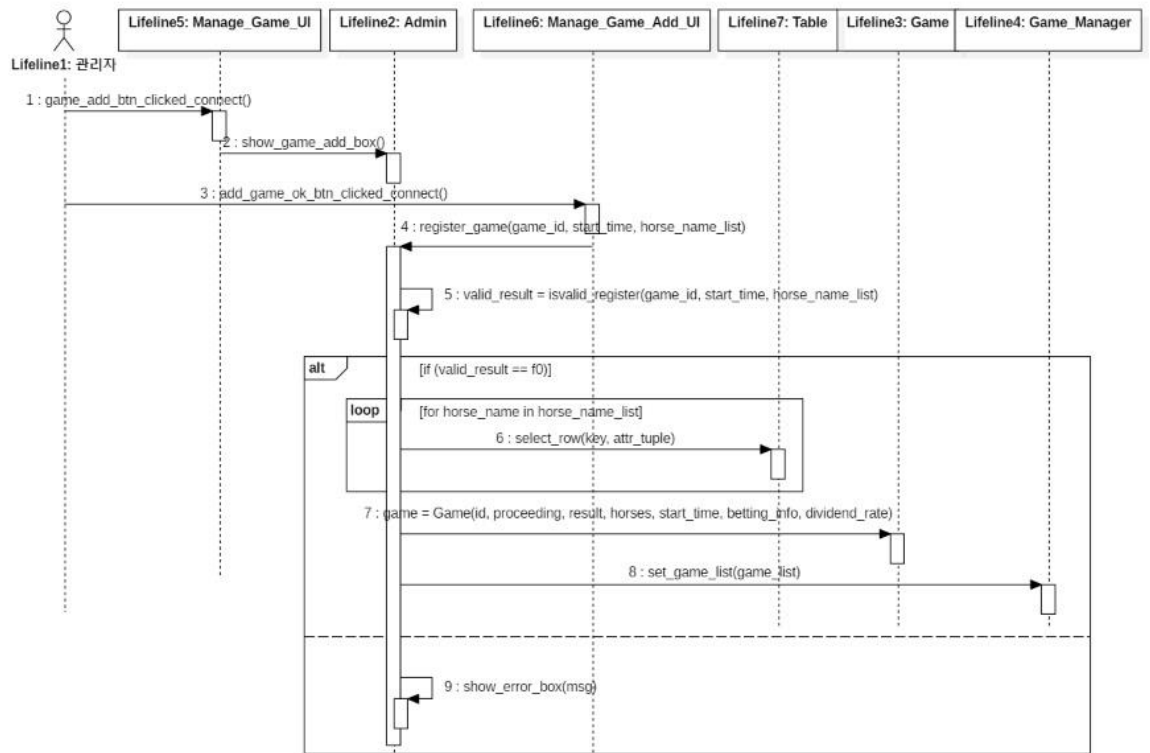 Lifeline5: Manage_Game_UI
Lifeline2: Admin
Lifeline6: Manage_Game_Add_UI
Lifeline7: Table
Lifeline3: Game
Lifeline4: Game_Manager
Lifeline1: 관리자
1 : game_add_btn_clicked_connect()
2 : show_game_add_box()
3 : add_game_ok_btn_clicked_connect()
4 : register_game(game_id, start_time, horse_name_list)
5 : valid_result = isvalid_register(game_id, start_time, horse_name_list)
alt
[if (valid_result == f0)]
loop
[for horse_name in horse_name_list]
6 : select_row(key, attr_tuple)
7 : game = Game(id, proceeding, result, horses, start_time, betting_info, dividend_rate)
8 : set_game_list(game_list)
9 : show_error_box(msg)